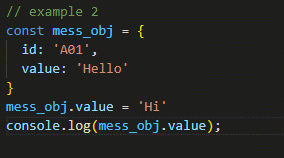 // example 2
const mess_obj = {
  id: 'A01',
  value: 'Hello'
}
mess_obj.value = 'Hi'
console.log(mess_obj.value);